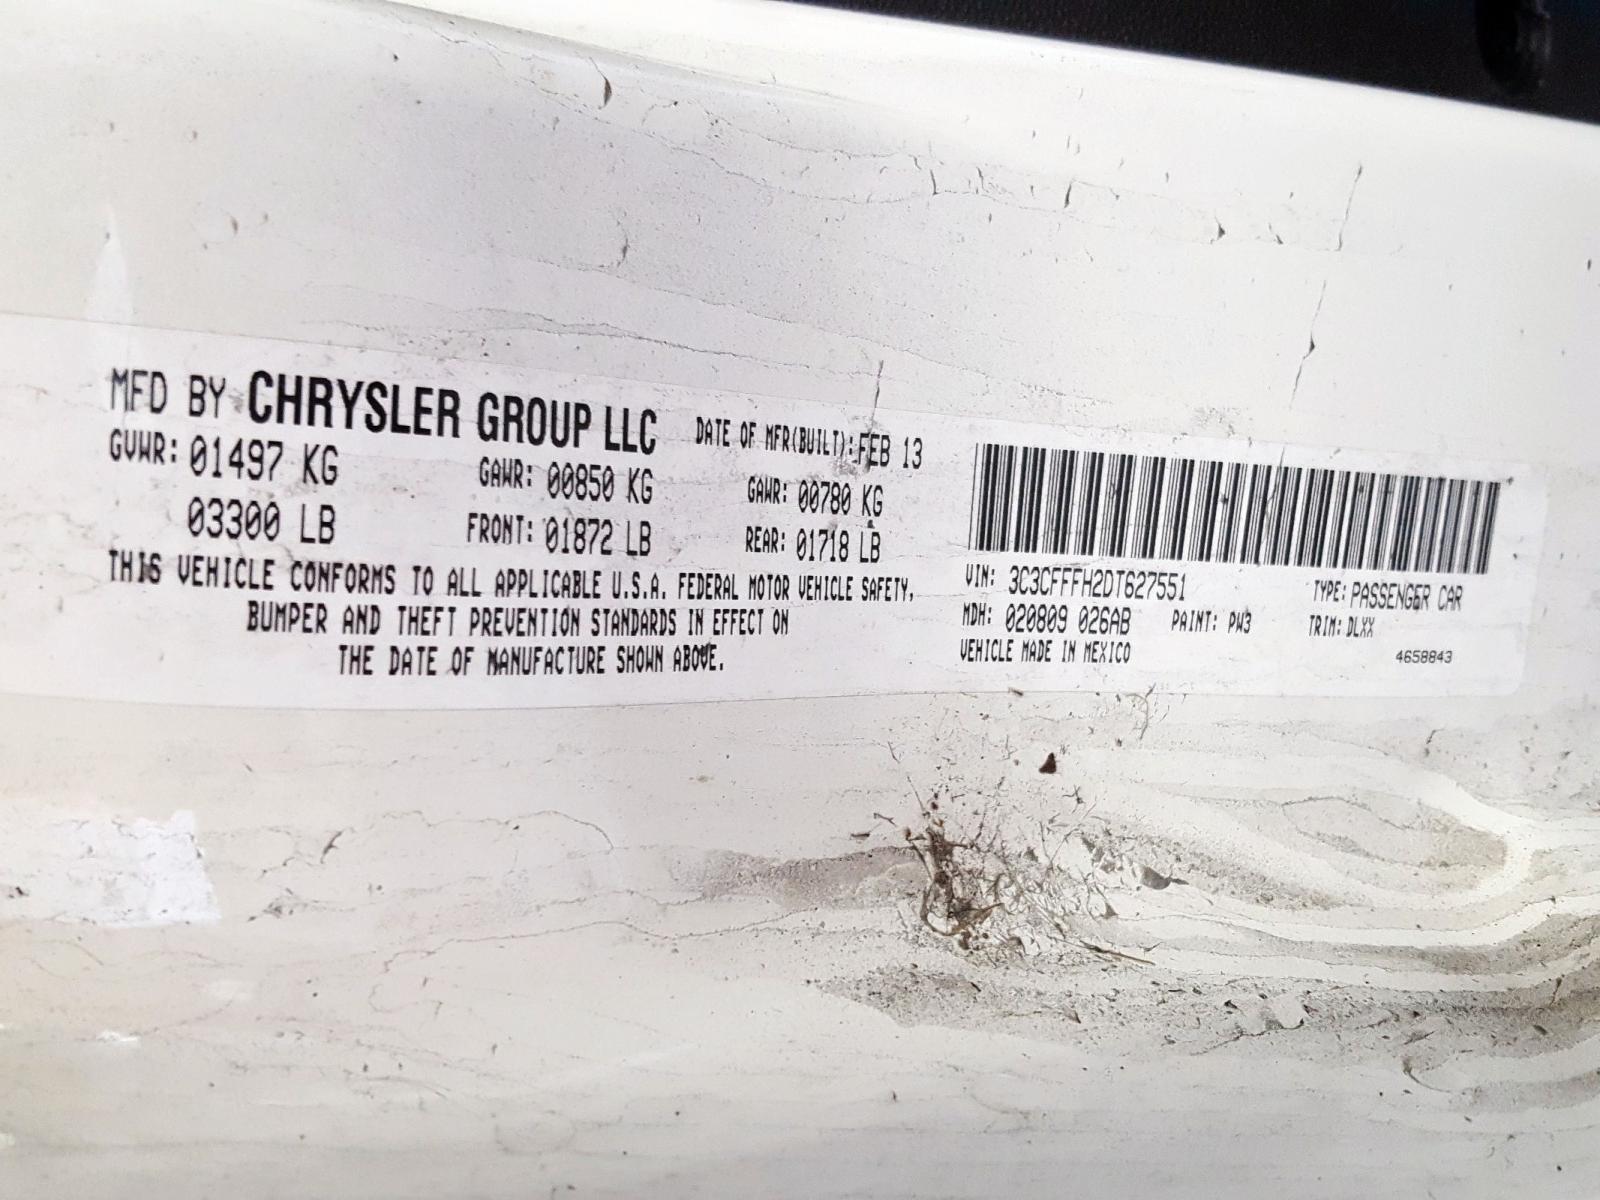 MFD BY CHRYSLER GROUP LLC DATE OF MFR(BUILT): FEB 13
GVWR: 01497 KG GAWR: 00850 KG GAWR: 00780 KG
03300 LB FRONT: 01872 LB REAR: 01718 LB
THIS VEHICLE CONFORMS TO ALL APPLICABLE U.S.A. FEDERAL MOTOR VEHICLE SAFETY,
BUMPER AND THEFT PREVENTION STANDARDS IN EFFECT ON
THE DATE OF MANUFACTURE SHOWN ABOVE.
VIN: 3C3CFFFH2DT627551 TYPE: PASSENGER CAR
MDH: 020809 026AB PAINT: PW3 TRIM: DLXX
VEHICLE MADE IN MEXICO 4658843